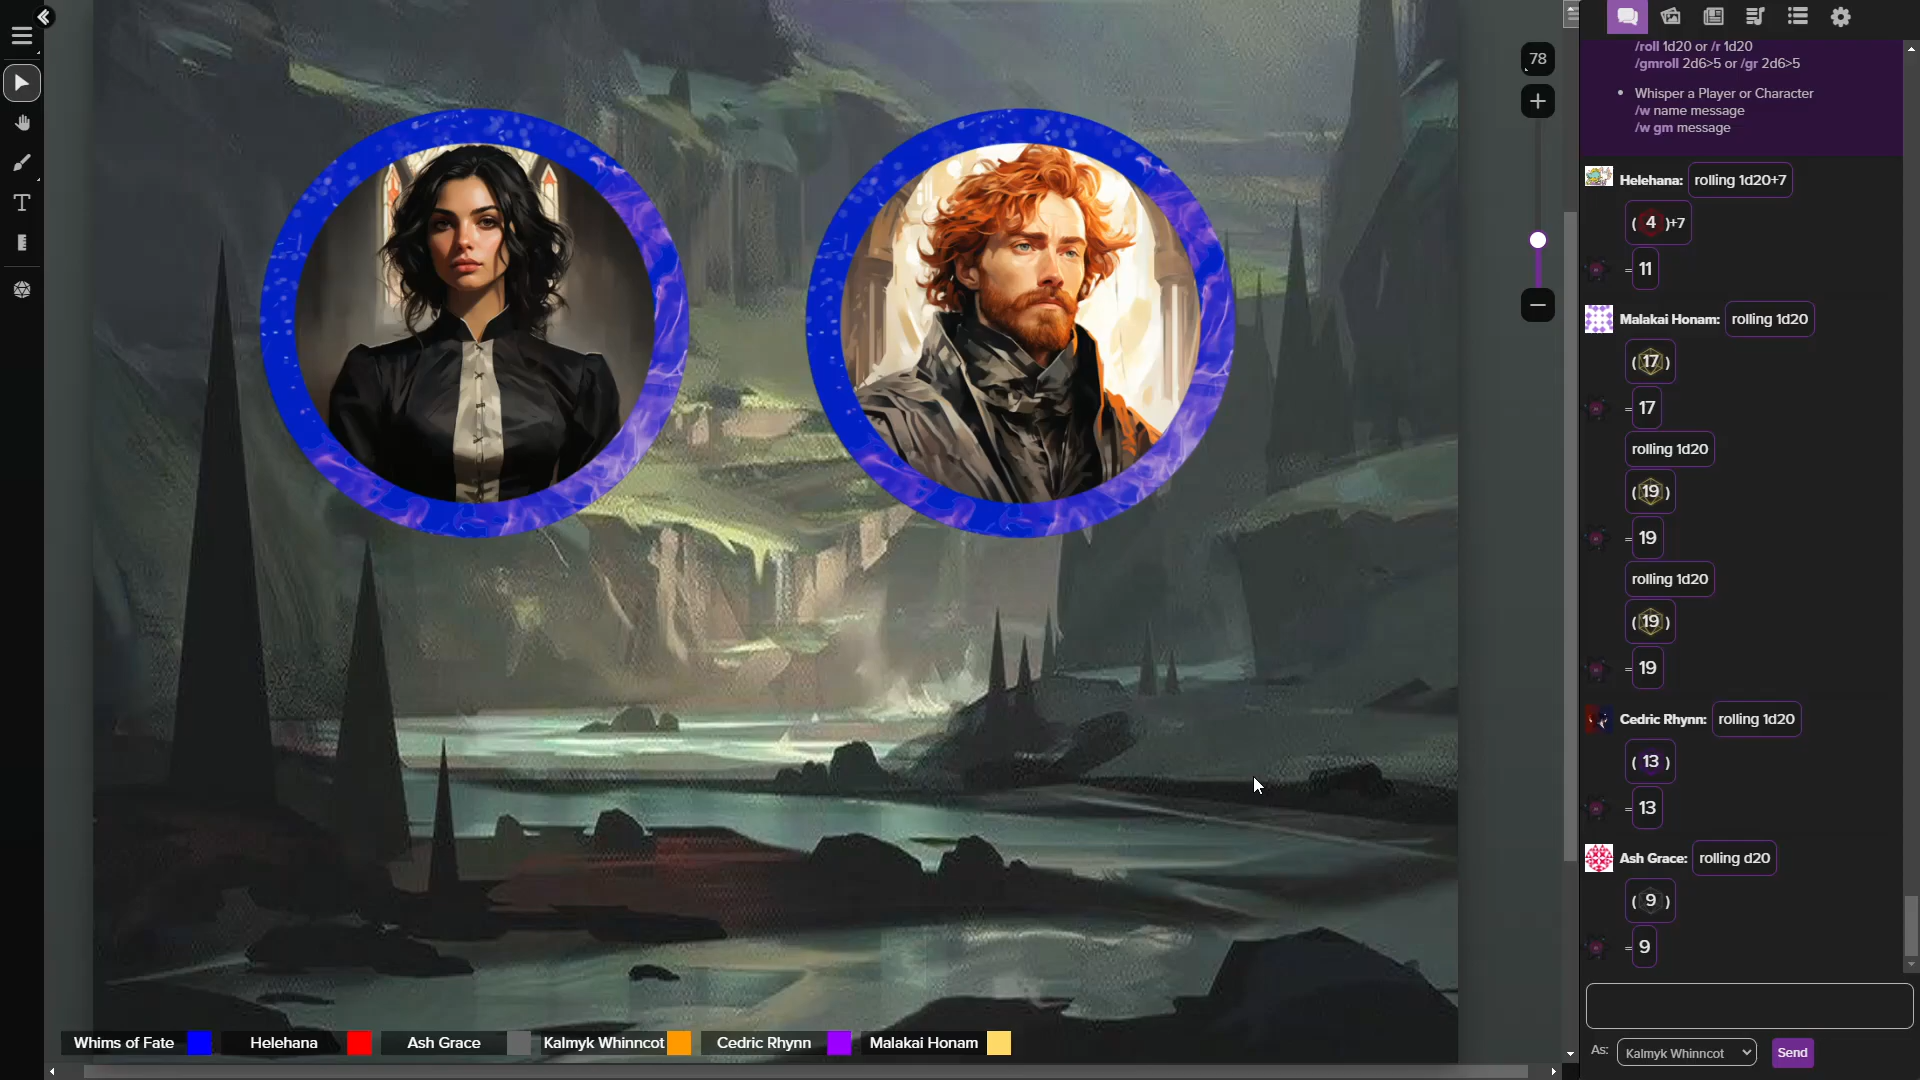 78
/roll 1d20 or /r 1d20
/gmroll 2d6>5 or /gr 2d6>5
• Whisper a Player or Character
/w name message
/w gm message
Helehana: rolling 1d20+7
(4)+7
=11
Malakai Honam: rolling 1d20
(17)
=17
rolling 1d20
(19)
=19
rolling 1d20
(19)
=19
Cedric Rhynn: rolling 1d20
(13)
=13
Ash Grace: rolling d20
(9)
=9
As: Kalmyk Whinncot Send
Whims of Fate Helehana Ash Grace Kalmyk Whinncot Cedric Rhynn Malakai Honam